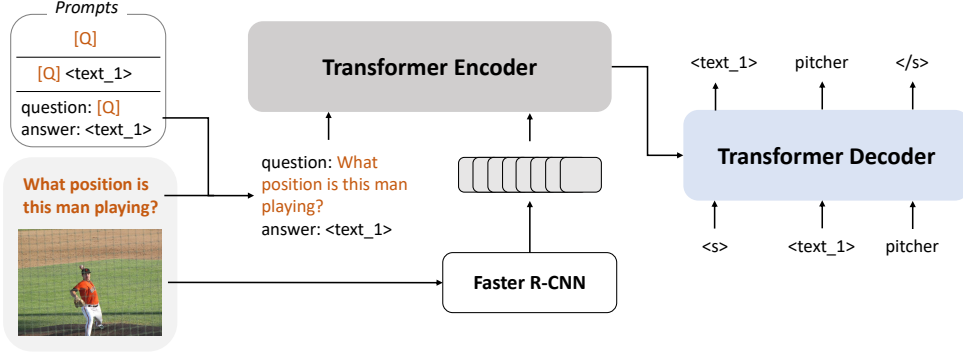 Prompts
[Q]
[Q] <text_1>
question: [Q]
answer: <text_1>
What position is
this man playing?
Transformer Encoder
question: What
position is this man
playing?
answer: <text_1>
Faster R-CNN
<text_1> pitcher </s>
Transformer Decoder
<s> <text_1> pitcher